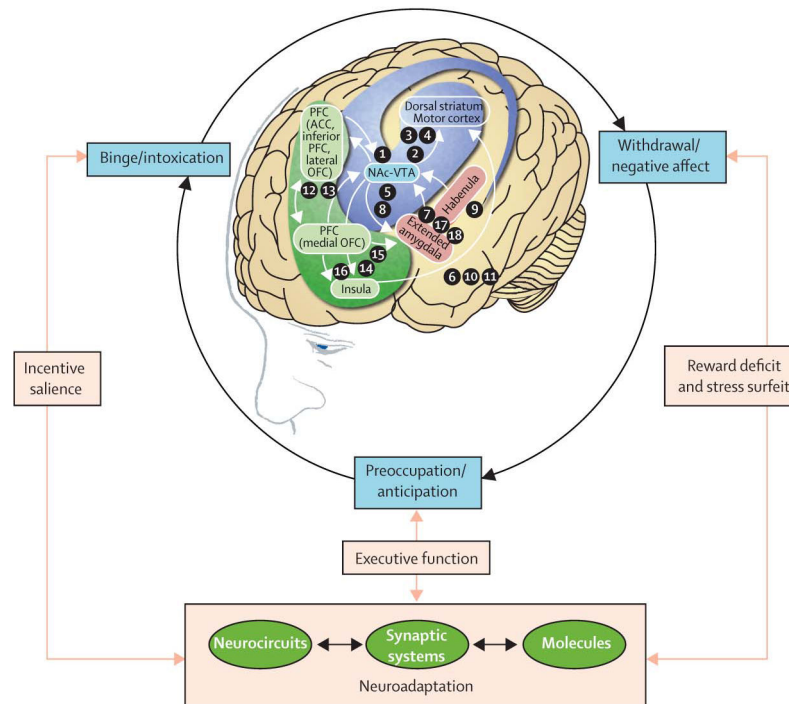 PFC
(ACC,
inferior
PFC,
lateral
OFC)
Dorsal striatum
Motor cortex
3 4
1
2
Binge/intoxication
Withdrawal/
negative affect
NAc-VTA
12 13
5
8
Habenula
7
9
17
18
Extended
amygdala
PFC
(medial OFC)
15
14
16
6 10 11
Insula
Incentive
salience
Reward deficit
and stress surfeit
Preoccupation/
anticipation
Executive function
Neurocircuits
Synaptic
systems
Molecules
Neuroadaptation